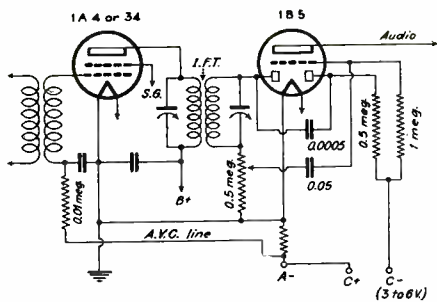 1A4 or 34
1B5
Audio
I.F.T.
S.G.
0.0005
0.5 meg.
1 meg.
0.05
0.01 meg.
B+
0.5 meg.
A.V.C. line
A-
C+
C-
(3 to 6V.)